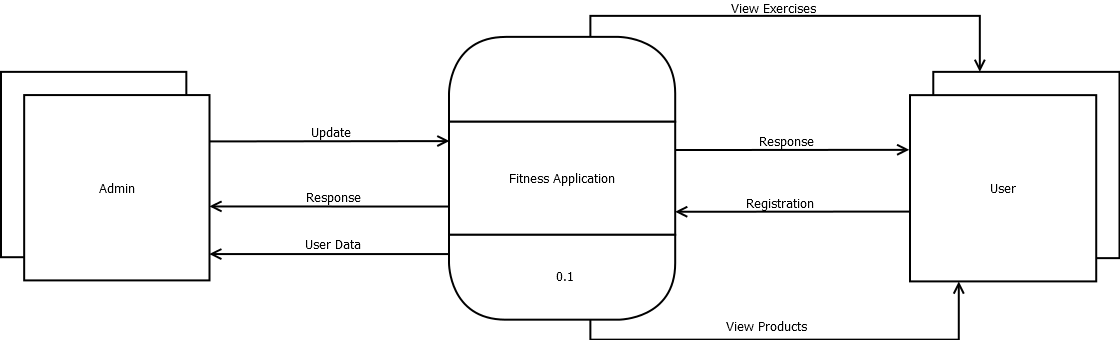 View Exercises
Update
Response
Fitness Application
Admin
User
Response
Registration
User Data
0.1
View Products